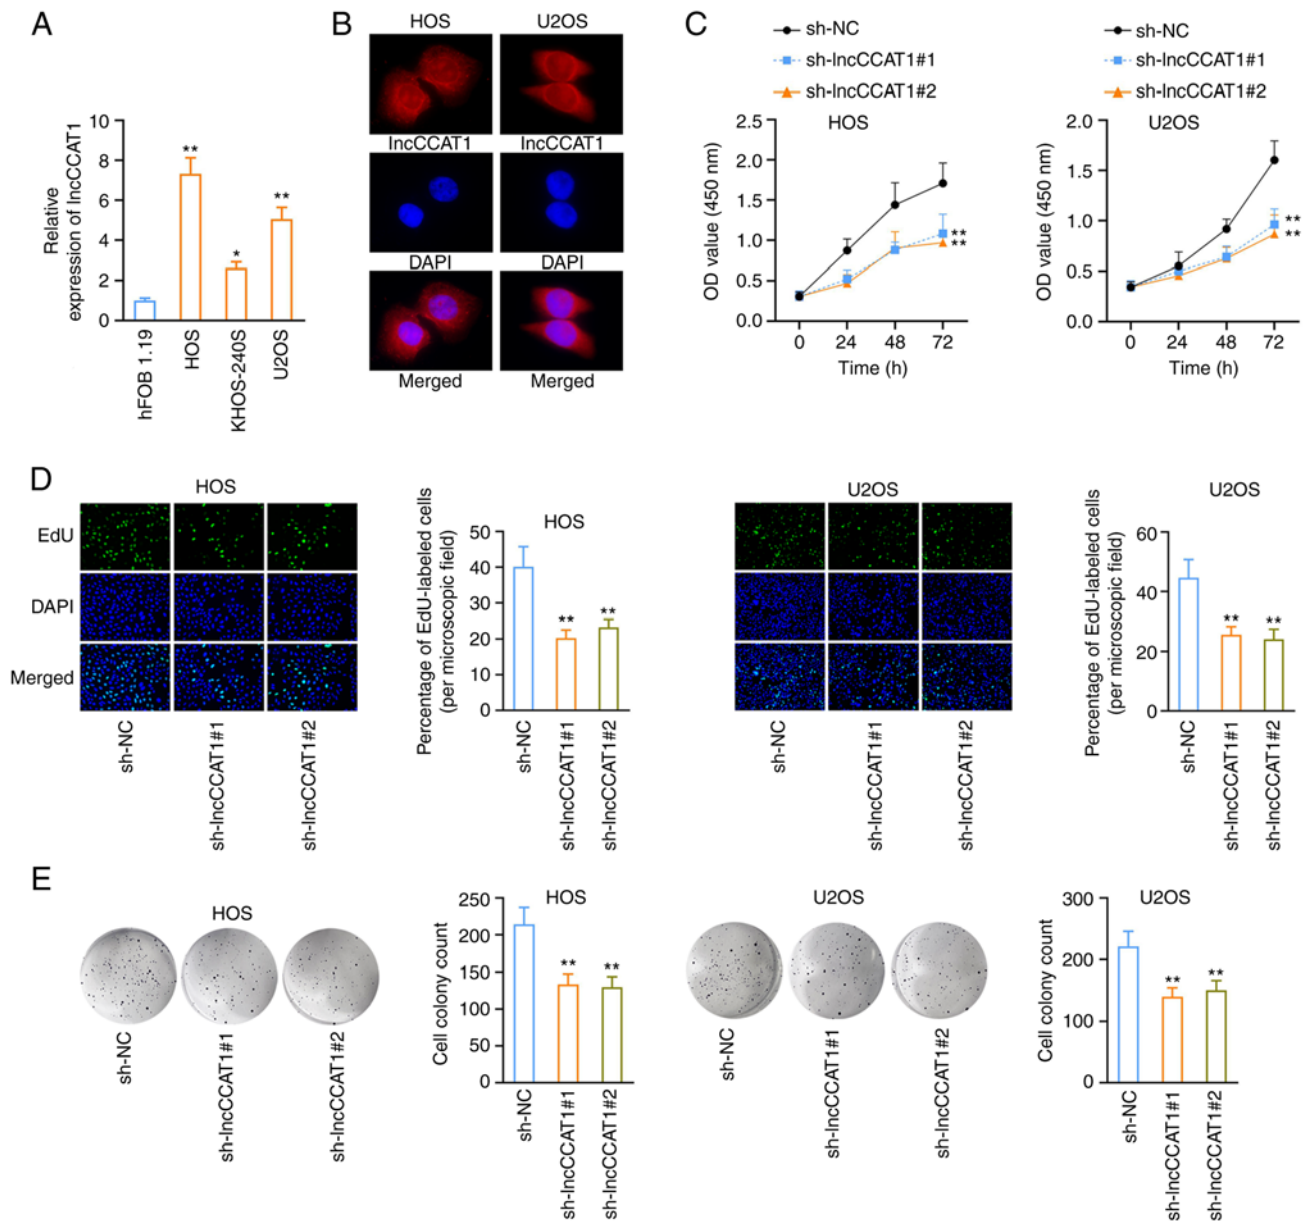 A
Relative
expression of lncCCAT1
10
8
6
4
2
0
**
*
**
hFOB 1.19
HOS
KHOS-240S
U2OS
B
HOS
U2OS
lncCCAT1
lncCCAT1
DAPI
DAPI
Merged
Merged
C
sh-NC
sh-lncCCAT1#1
sh-lncCCAT1#2
HOS
OD value (450 nm)
2.5
2.0
1.5
1.0
0.5
0.0
**
**
0 24 48 72
Time (h)
sh-NC
sh-lncCCAT1#1
sh-lncCCAT1#2
U2OS
OD value (450 nm)
2.0
1.5
1.0
0.5
0.0
**
**
0 24 48 72
Time (h)
D
HOS
EdU
DAPI
Merged
sh-NC
sh-lncCCAT1#1
sh-lncCCAT1#2
Percentage of EdU-labeled cells
(per microscopic field)
HOS
50
40
30
20
10
0
**
**
sh-NC
sh-lncCCAT1#1
sh-lncCCAT1#2
U2OS
sh-NC
sh-lncCCAT1#1
sh-lncCCAT1#2
Percentage of EdU-labeled cells
(per microscopic field)
U2OS
60
40
20
0
**
**
sh-NC
sh-lncCCAT1#1
sh-lncCCAT1#2
E
HOS
sh-NC
sh-lncCCAT1#1
sh-lncCCAT1#2
Cell colony count
HOS
250
200
150
100
50
0
**
**
sh-NC
sh-lncCCAT1#1
sh-lncCCAT1#2
U2OS
sh-NC
sh-lncCCAT1#1
sh-lncCCAT1#2
Cell colony count
U2OS
300
200
100
0
**
**
sh-NC
sh-lncCCAT1#1
sh-lncCCAT1#2